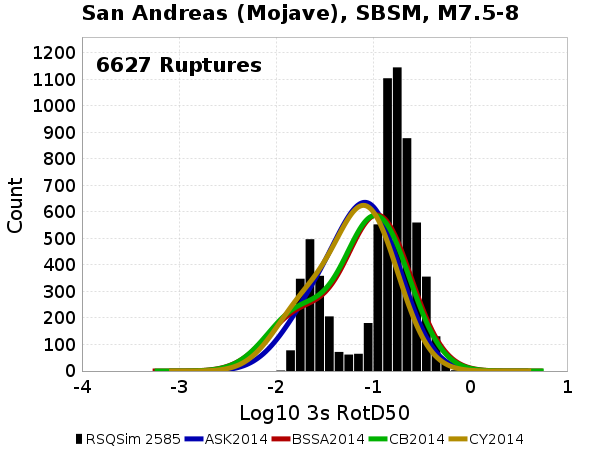 San Andreas (Mojave), SBSM, M7.5-8
6627 Ruptures
1200
1100
1000
900
800
700
600
500
400
300
200
100
0
Count
-4 -3 -2 -1 0 1
Log10 3s RotD50
RSQSim 2585 ASK2014 BSSA2014 CB2014 CY2014